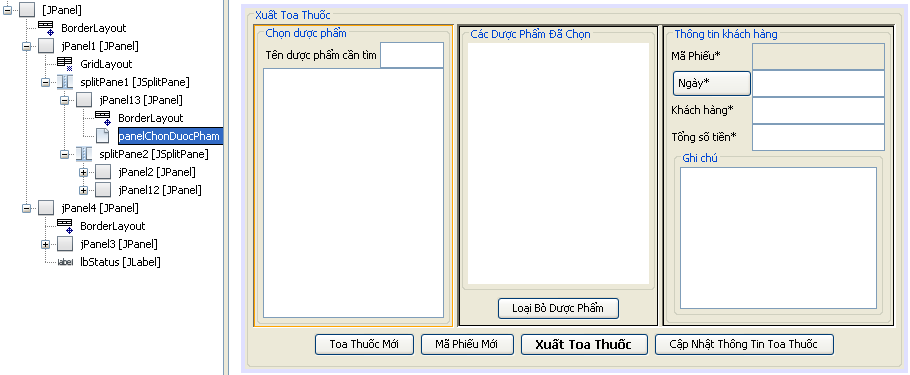 [JPanel]
BorderLayout
jPanel1 [JPanel]
GridLayout
splitPane1 [JSplitPane]
jPanel13 [JPanel]
BorderLayout
panelChonDuocPham
splitPane2 [JSplitPane]
jPanel2 [JPanel]
jPanel12 [JPanel]
jPanel4 [JPanel]
BorderLayout
jPanel3 [JPanel]
label lbStatus [JLabel]
Xuất Toa Thuốc
Chọn dược phẩm
Tên dược phẩm cần tìm
Các Dược Phẩm Đã Chọn
Loại Bỏ Dược Phẩm
Thông tin khách hàng
Mã Phiếu*
Ngày*
Khách hàng*
Tổng số tiền*
Ghi chú
Toa Thuốc Mới
Mã Phiếu Mới
Xuất Toa Thuốc
Cập Nhật Thông Tin Toa Thuốc